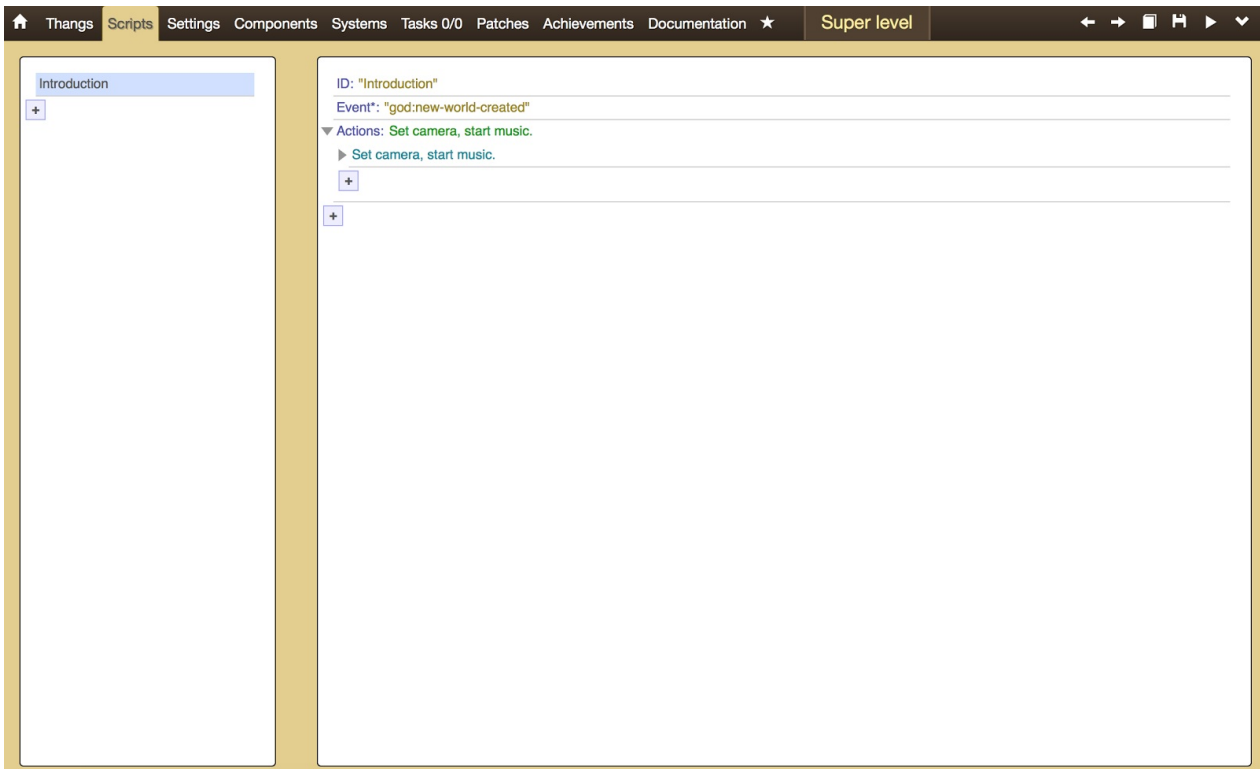 Thangs Scripts Settings Components Systems Tasks 0/0 Patches Achievements Documentation ★ Super level
Introduction
+
ID: "Introduction"
Event*: "god:new-world-created"
Actions: Set camera, start music.
Set camera, start music.
+
+